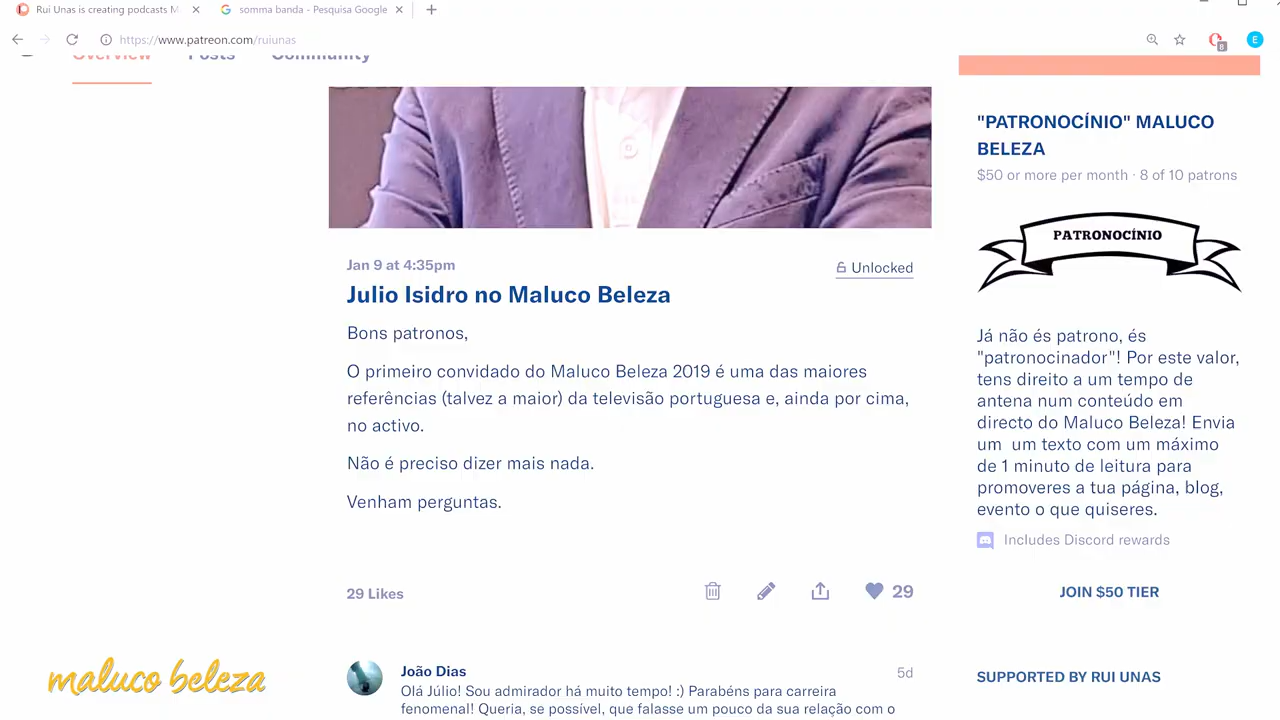 Rui Unas is creating podcasts M
somma banda - Pesquisa Google
https://www.patreon.com/ruiunas
8
E
Overview Posts Community
Jan 9 at 4:35pm
Unlocked
Julio Isidro no Maluco Beleza
Bons patronos,
O primeiro convidado do Maluco Beleza 2019 é uma das maiores
referências (talvez a maior) da televisão portuguesa e, ainda por cima,
no activo.
Não é preciso dizer mais nada.
Venham perguntas.
29 Likes
29
João Dias
5d
Olá Júlio! Sou admirador há muito tempo! :) Parabéns para carreira
fenomenal! Queria, se possível, que falasse um pouco da sua relação com o
"PATRONOCÍNIO" MALUCO
BELEZA
$50 or more per month · 8 of 10 patrons
PATRONOCÍNIO
Já não és patrono, és
"patronocinador"! Por este valor,
tens direito a um tempo de
antena num conteúdo em
directo do Maluco Beleza! Envia
um um texto com um máximo
de 1 minuto de leitura para
promoveres a tua página, blog,
evento o que quiseres.
Includes Discord rewards
JOIN $50 TIER
SUPPORTED BY RUI UNAS
maluco beleza